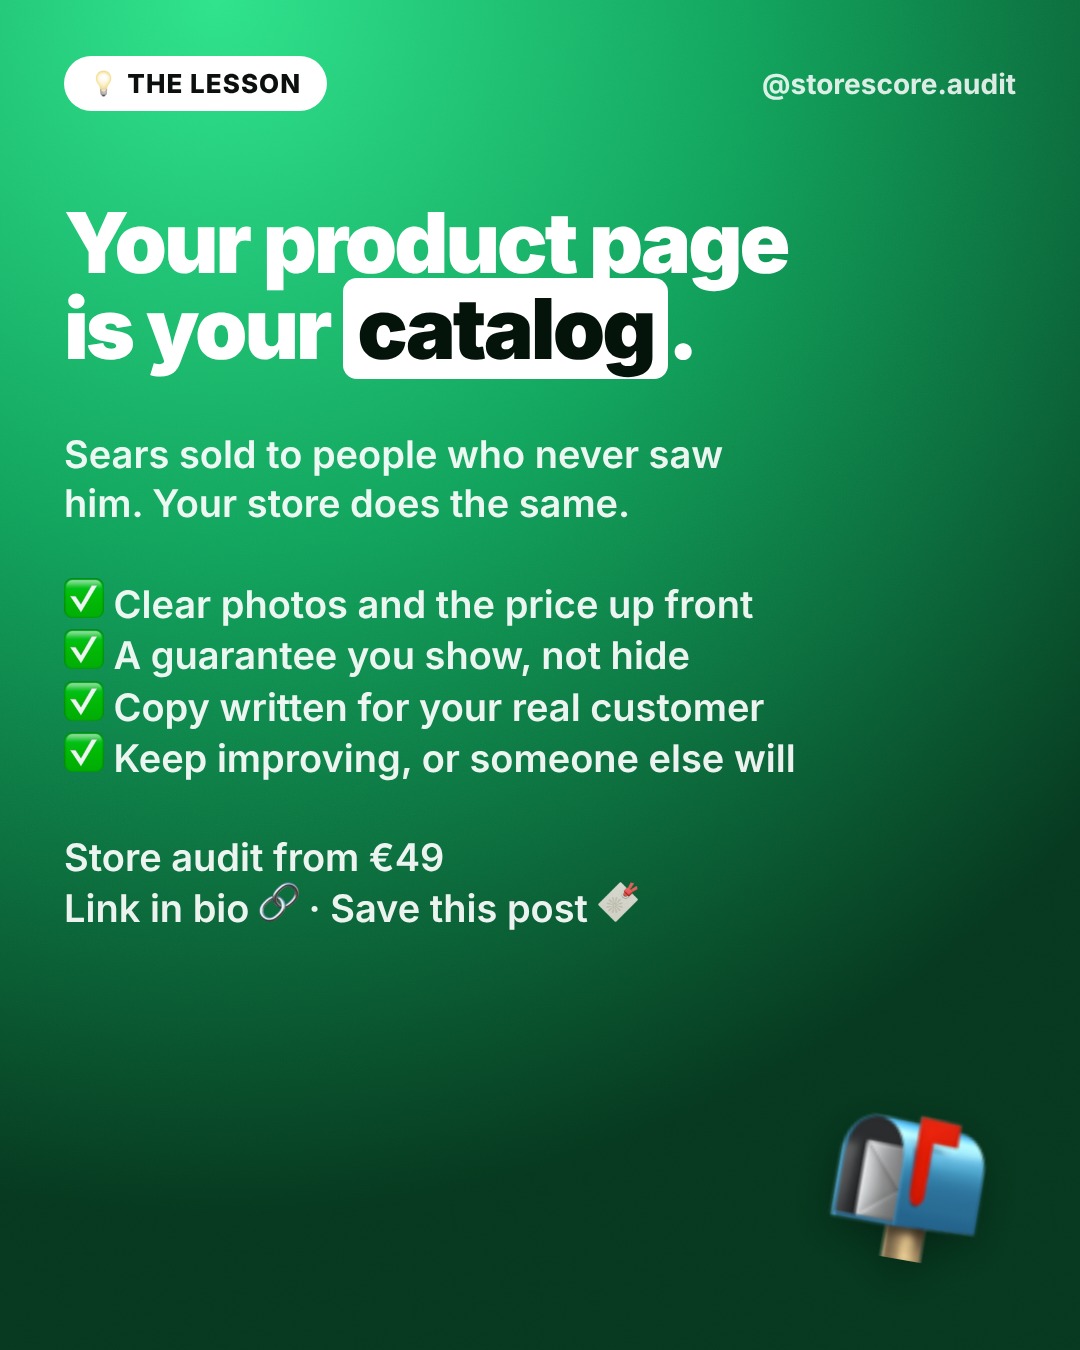 💡 THE LESSON
@storescore.audit
Your product page
is your catalog.
Sears sold to people who never saw
him. Your store does the same.
✅ Clear photos and the price up front
✅ A guarantee you show, not hide
✅ Copy written for your real customer
✅ Keep improving, or someone else will
Store audit from €49
Link in bio 🔗 · Save this post 🔖